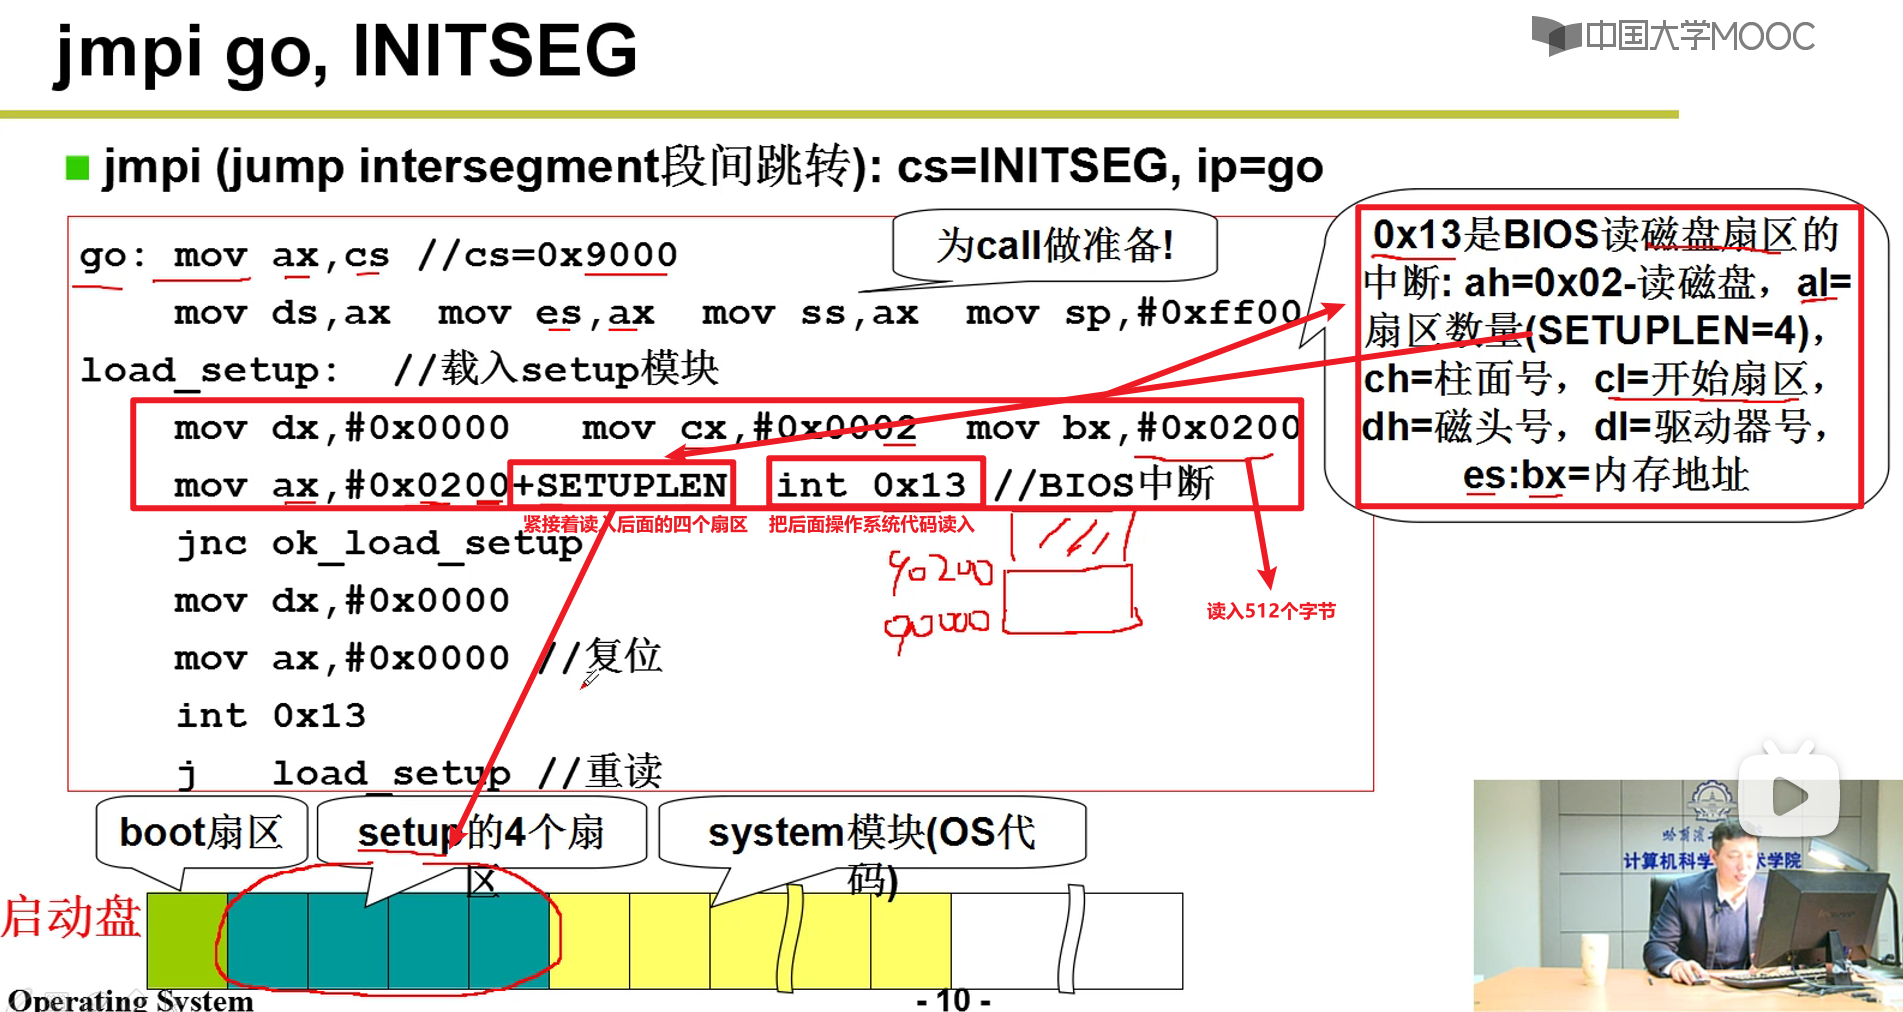 jmpi go, INITSEG
中国大学MOOC
jmpi (jump intersegment段间跳转): cs=INITSEG, ip=go
go: mov ax,cs //cs=0x9000
mov ds,ax mov es,ax mov ss,ax mov sp,#0xff00
load_setup: //载入setup模块
mov dx,#0x0000 mov cx,#0x0002 mov bx,#0x0200
mov ax,#0x0200+SETUPLEN int 0x13 //BIOS中断
紧接着读入后面的四个扇区 把后面操作系统代码读入
jnc ok_load_setup
mov dx,#0x0000
mov ax,#0x0000 //复位
int 0x13
j load_setup //重读
为call做准备!
0x13是BIOS读磁盘扇区的
中断: ah=0x02-读磁盘, al=
扇区数量(SETUPLEN=4),
ch=柱面号, cl=开始扇区,
dh=磁头号, dl=驱动器号,
es:bx=内存地址
90200
90000
读入512个字节
boot扇区
setup的4个扇
区
system模块(OS代
码)
启动盘
Operating System
- 10 -
计算机科学
术学院